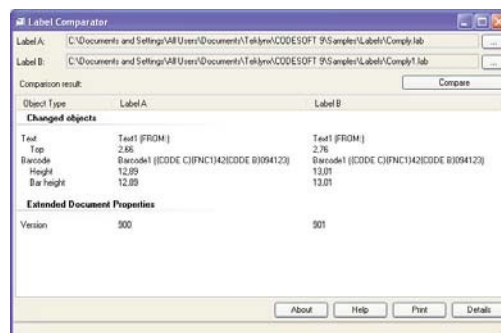 Label Comparator
Label A: C:\Documents and Settings\All Users\Documents\Teklynx\CODESOFT 9\Samples\Labels\Comply.lab ...
Label B: C:\Documents and Settings\All Users\Documents\Teklynx\CODESOFT 9\Samples\Labels\Comply1.lab ...
Comparison result: Compare
Object Type Label A Label B
Changed objects
Text Text1 (FROM:) Text1 (FROM:)
Top 2,66 2,76
Barcode Barcode1 ({CODE C}{FNC1}42{CODE B}094123) Barcode1 ({CODE C}{FNC1}42{CODE B}094123)
Height 12,89 13,01
Bar height 12,89 13,01
Extended Document Properties
Version 900 901
About Help Print Details